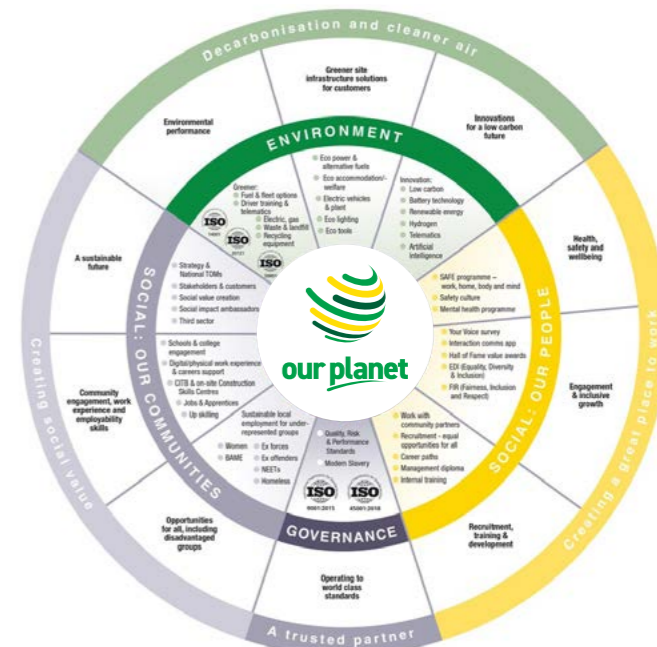 Decarbonisation and cleaner air
Greener site
infrastructure solutions
for customers
Environmental
performance
Innovations
for a low carbon
future
ENVIRONMENT
Greener:
Fuel & fleet options
Driver training &
telematics
Electric, gas
Waste & landfill
Recycling
equipment
ISO
ISO
ISO
Eco power &
alternative fuels
Eco accommodation/-
welfare
Electric vehicles
& plant
Eco lighting
Eco tools
Innovation:
Low carbon
Battery technology
Renewable energy
Hydrogen
Telematics
Artificial
intelligence
Creating a great place to work
Health,
safety and
wellbeing
Engagement
& inclusive
growth
Recruitment,
training &
development
SOCIAL: OUR PEOPLE
SAFE programme –
work, home, body and mind
Safety culture
Mental health programme
Your Voice survey
Interaction comms app
Hall of Fame value awards
EDI (Equality, Diversity
& Inclusion)
FIR (Fairness, Inclusion
and Respect)
Work with
community partners
Recruitment - equal
opportunities for all
Career paths
Management diploma
Internal training
A trusted partner
Operating to
world class
standards
GOVERNANCE
Quality, Risk
& Performance
Standards
Modern Slavery
ISO
9001:2015
ISO
45001:2018
Creating social value
A sustainable
future
Community
engagement, work
experience and
employability
skills
Opportunities
for all, including
disadvantaged
groups
SOCIAL: OUR COMMUNITIES
Strategy &
National TOMs
Stakeholders & customers
Social value creation
Social impact ambassadors
Third sector
Schools & college
engagement
Digital/physical work experience
& careers support
CITB & on-site Construction
Skills Centres
Jobs & Apprentices
Up skilling
Sustainable local
employment for under-
represented groups
Women
BAME
Ex forces
Ex offenders
NEETs
Homeless
our planet